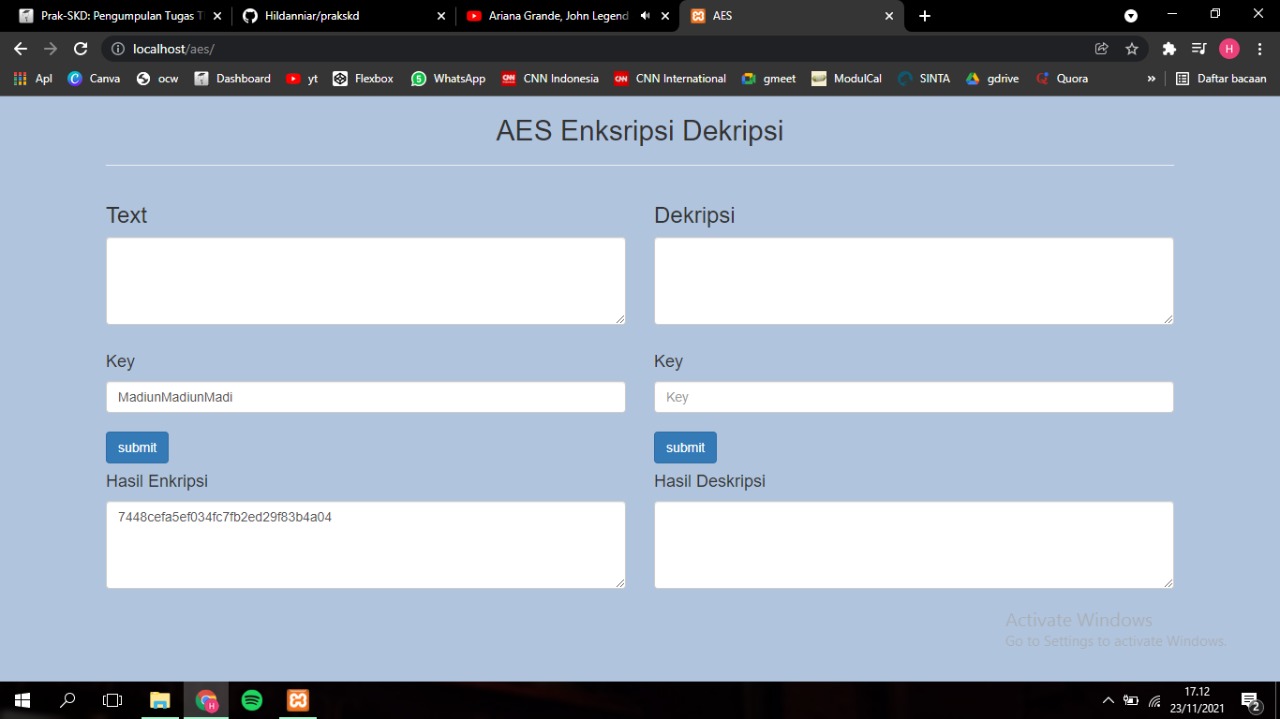 Prak-SKD: Pengumpulan Tugas T
Hildanniar/prakskd
Ariana Grande, John Legend
AES
localhost/aes/
H
Apl
Canva
ocw
Dashboard
yt
Flexbox
WhatsApp
CNN Indonesia
CNN International
gmeet
ModulCal
SINTA
gdrive
Quora
»
Daftar bacaan
AES Enksripsi Dekripsi
Text
Dekripsi
Key
Key
MadiunMadiunMadi
Key
submit
submit
Hasil Enkripsi
Hasil Deskripsi
7448cefa5ef034fc7fb2ed29f83b4a04
Activate Windows
Go to Settings to activate Windows.
17.12
23/11/2021
2